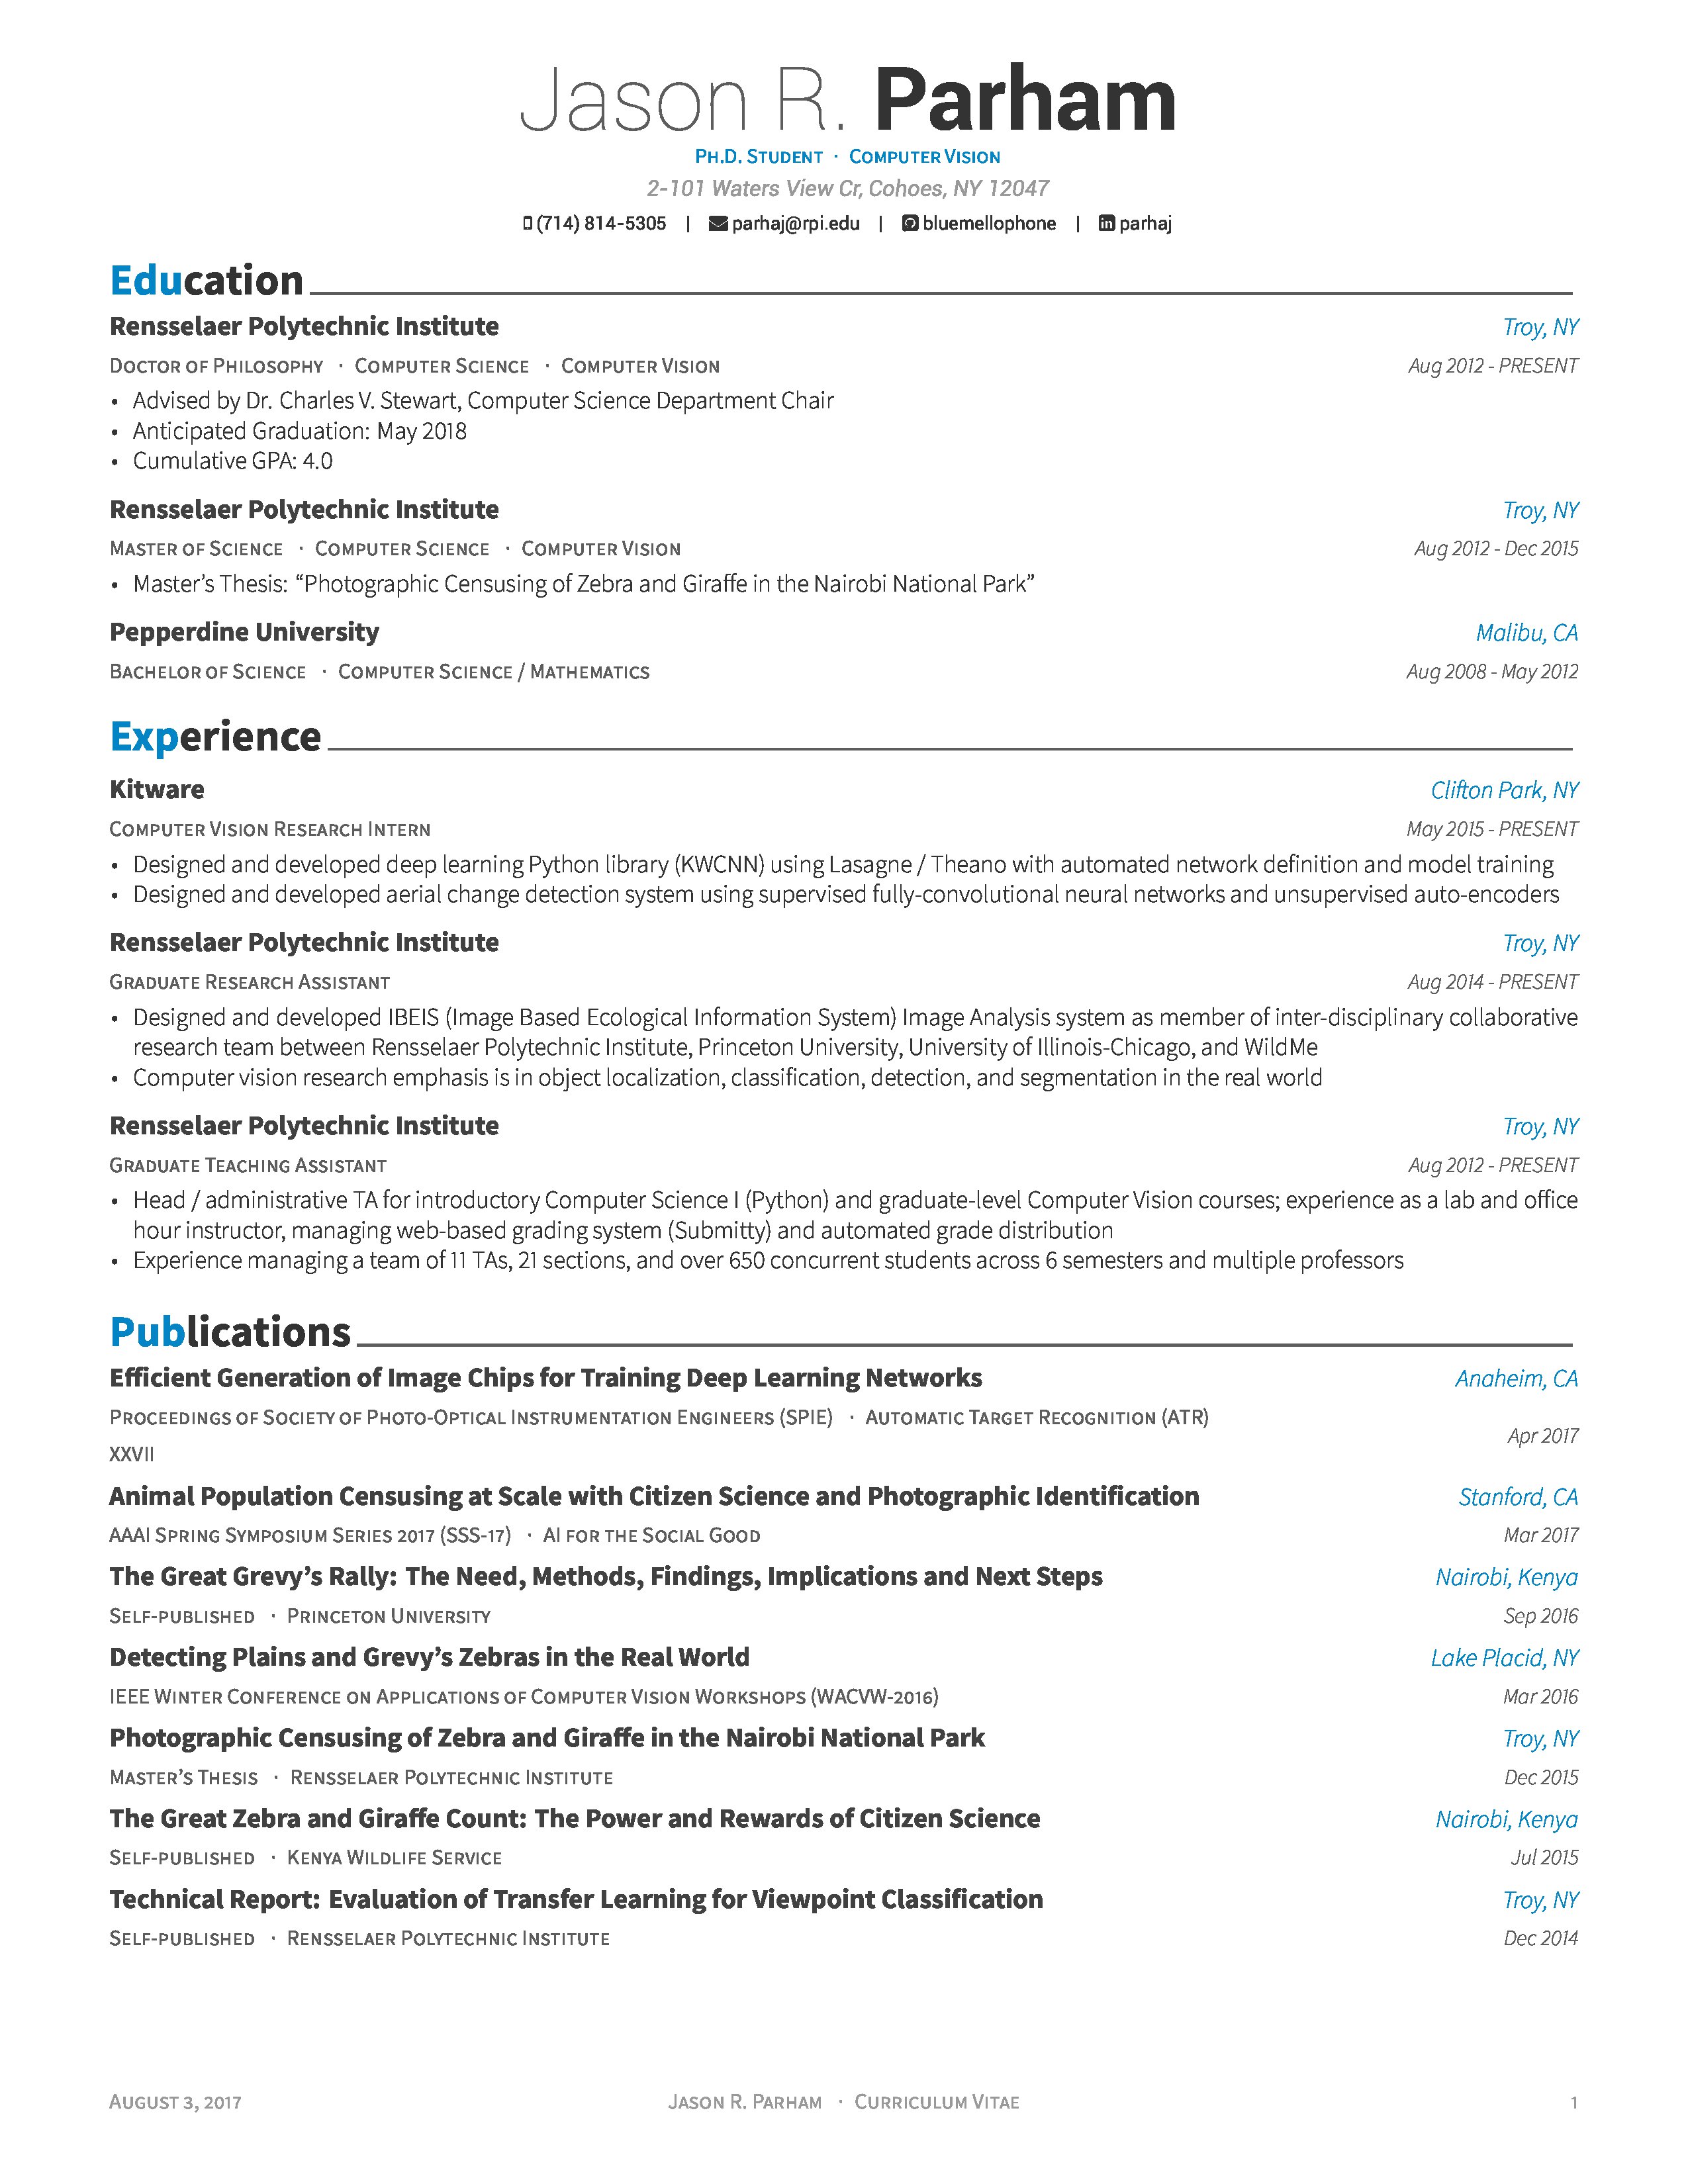 Jason R. Parham
Ph.D. Student · Computer Vision
2-101 Waters View Cr, Cohoes, NY 12047
(714) 814-5305 | parhaj@rpi.edu | bluemellophone | parhaj
Education
Rensselaer Polytechnic Institute Troy, NY
Doctor of Philosophy · Computer Science · Computer Vision Aug 2012 - PRESENT
• Advised by Dr. Charles V. Stewart, Computer Science Department Chair
• Anticipated Graduation: May 2018
• Cumulative GPA: 4.0
Rensselaer Polytechnic Institute Troy, NY
Master of Science · Computer Science · Computer Vision Aug 2012 - Dec 2015
• Master's Thesis: “Photographic Censusing of Zebra and Giraffe in the Nairobi National Park”
Pepperdine University Malibu, CA
Bachelor of Science · Computer Science / Mathematics Aug 2008 - May 2012
Experience
Kitware Clifton Park, NY
Computer Vision Research Intern May 2015 - PRESENT
• Designed and developed deep learning Python library (KWCNN) using Lasagne / Theano with automated network definition and model training
• Designed and developed aerial change detection system using supervised fully-convolutional neural networks and unsupervised auto-encoders
Rensselaer Polytechnic Institute Troy, NY
Graduate Research Assistant Aug 2014 - PRESENT
• Designed and developed IBEIS (Image Based Ecological Information System) Image Analysis system as member of inter-disciplinary collaborative
research team between Rensselaer Polytechnic Institute, Princeton University, University of Illinois-Chicago, and WildMe
• Computer vision research emphasis is in object localization, classification, detection, and segmentation in the real world
Rensselaer Polytechnic Institute Troy, NY
Graduate Teaching Assistant Aug 2012 - PRESENT
• Head / administrative TA for introductory Computer Science I (Python) and graduate-level Computer Vision courses; experience as a lab and office
hour instructor, managing web-based grading system (Submitty) and automated grade distribution
• Experience managing a team of 11 TAs, 21 sections, and over 650 concurrent students across 6 semesters and multiple professors
Publications
Efficient Generation of Image Chips for Training Deep Learning Networks Anaheim, CA
Proceedings of Society of Photo-Optical Instrumentation Engineers (SPIE) · Automatic Target Recognition (ATR)
XXVII Apr 2017
Animal Population Censusing at Scale with Citizen Science and Photographic Identification Stanford, CA
AAAI Spring Symposium Series 2017 (SSS-17) · AI for the Social Good Mar 2017
The Great Grevy's Rally: The Need, Methods, Findings, Implications and Next Steps Nairobi, Kenya
Self-published · Princeton University Sep 2016
Detecting Plains and Grevy's Zebras in the Real World Lake Placid, NY
IEEE Winter Conference on Applications of Computer Vision Workshops (WACVW-2016) Mar 2016
Photographic Censusing of Zebra and Giraffe in the Nairobi National Park Troy, NY
Master's Thesis · Rensselaer Polytechnic Institute Dec 2015
The Great Zebra and Giraffe Count: The Power and Rewards of Citizen Science Nairobi, Kenya
Self-published · Kenya Wildlife Service Jul 2015
Technical Report: Evaluation of Transfer Learning for Viewpoint Classification Troy, NY
Self-published · Rensselaer Polytechnic Institute Dec 2014
August 3, 2017 Jason R. Parham · Curriculum Vitae 1